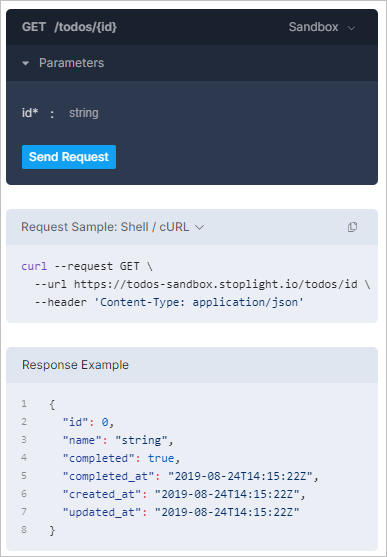 GET /todos/{id} Sandbox
Parameters
id* : string
Send Request
Request Sample: Shell / cURL
curl --request GET \
  --url https://todos-sandbox.stoplight.io/todos/id \
  --header 'Content-Type: application/json'
Response Example
1 {
2   "id": 0,
3   "name": "string",
4   "completed": true,
5   "completed_at": "2019-08-24T14:15:22Z",
6   "created_at": "2019-08-24T14:15:22Z",
7   "updated_at": "2019-08-24T14:15:22Z"
8 }